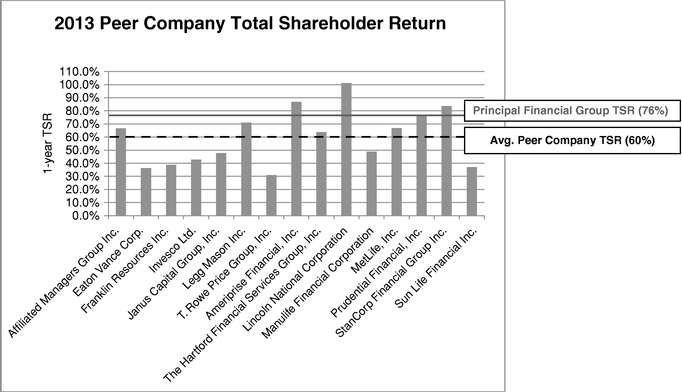 2013 Peer Company Total Shareholder Return
1-year TSR
110.0%
100.0%
90.0%
80.0%
70.0%
60.0%
50.0%
40.0%
30.0%
20.0%
10.0%
0.0%
Principal Financial Group TSR (76%)
Avg. Peer Company TSR (60%)
Affiliated Managers Group Inc.
Eaton Vance Corp.
Franklin Resources Inc.
Invesco Ltd.
Janus Capital Group, Inc.
Legg Mason Inc.
T. Rowe Price Group, Inc.
Ameriprise Financial, Inc.
The Hartford Financial Services Group, Inc.
Lincoln National Corporation
Manulife Financial Corporation
MetLife, Inc.
Prudential Financial, Inc.
StanCorp Financial Group Inc.
Sun Life Financial Inc.